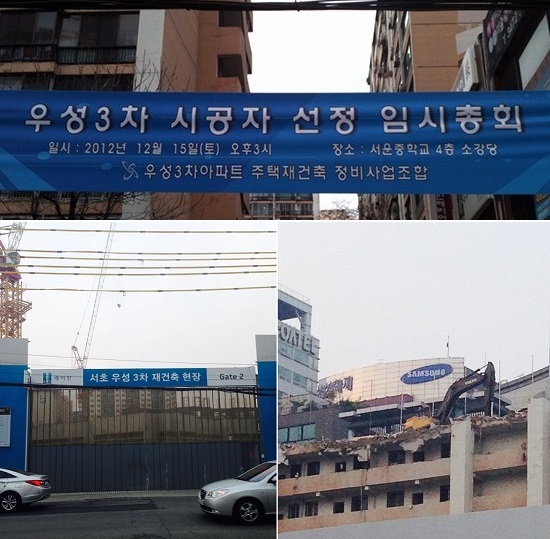 우성3차 시공자 선정 임시총회
일시 : 2012년 12월 15일(토) 오후3시 장소 : 서운중학교 4층 소강당
우성3차아파트 주택재건축 정비사업조합
래미안 서초 우성 3차 재건축 현장 Gate 2
SAMSUNG